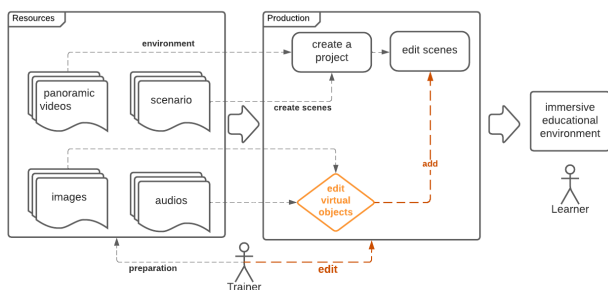 Resources
Production
environment
create a
project
edit scenes
panoramic
videos
scenario
create scenes
immersive
educational
environment
add
images
audios
edit
virtual
objects
Learner
preparation
edit
Trainer